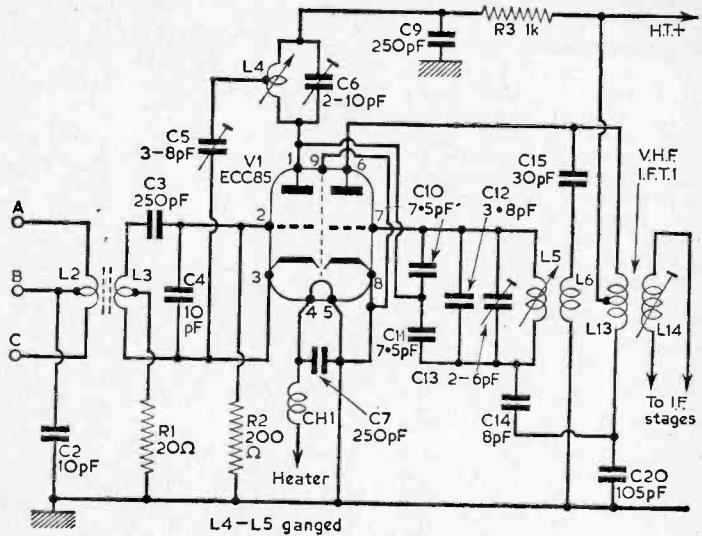 C9
250pF
R3 1k
H.T.+
L4
C6
2-10pF
C5
3-8pF
V1
ECC85
1
9
6
C15
30pF
V.H.F.
I.F.T.1
C3
250pF
C10
7·5pF
C12
3·8pF
A
2
7
L5
L2
L3
C4
10
pF
L6
B
3
8
L13
L14
4
5
C11
7·5pF
C
C13
2-6pF
To I.F.
stages
C7
250pF
C14
8pF
CH1
R1
20Ω
R2
200
Ω
C2
10pF
Heater
C20
105pF
L4-L5 ganged